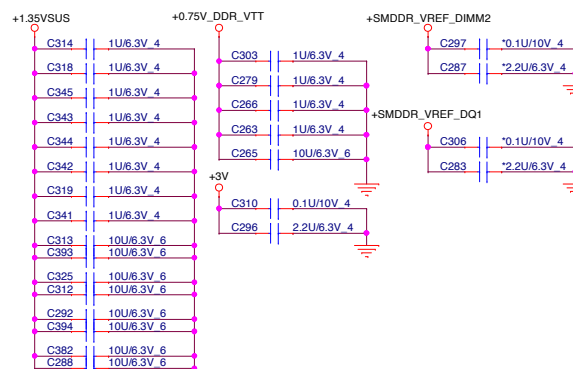 +1.35VSUS
C314 1U/6.3V_4
C318 1U/6.3V_4
C345 1U/6.3V_4
C343 1U/6.3V_4
C344 1U/6.3V_4
C342 1U/6.3V_4
C319 1U/6.3V_4
C341 1U/6.3V_4
C313 10U/6.3V_6
C393 10U/6.3V_6
C325 10U/6.3V_6
C312 10U/6.3V_6
C292 10U/6.3V_6
C394 10U/6.3V_6
C382 10U/6.3V_6
C288 10U/6.3V_6
+0.75V_DDR_VTT
C303 1U/6.3V_4
C279 1U/6.3V_4
C266 1U/6.3V_4
C263 1U/6.3V_4
C265 10U/6.3V_6
+3V
C310 0.1U/10V_4
C296 2.2U/6.3V_4
+SMDDR_VREF_DIMM2
C297 *0.1U/10V_4
C287 *2.2U/6.3V_4
+SMDDR_VREF_DQ1
C306 *0.1U/10V_4
C283 *2.2U/6.3V_4